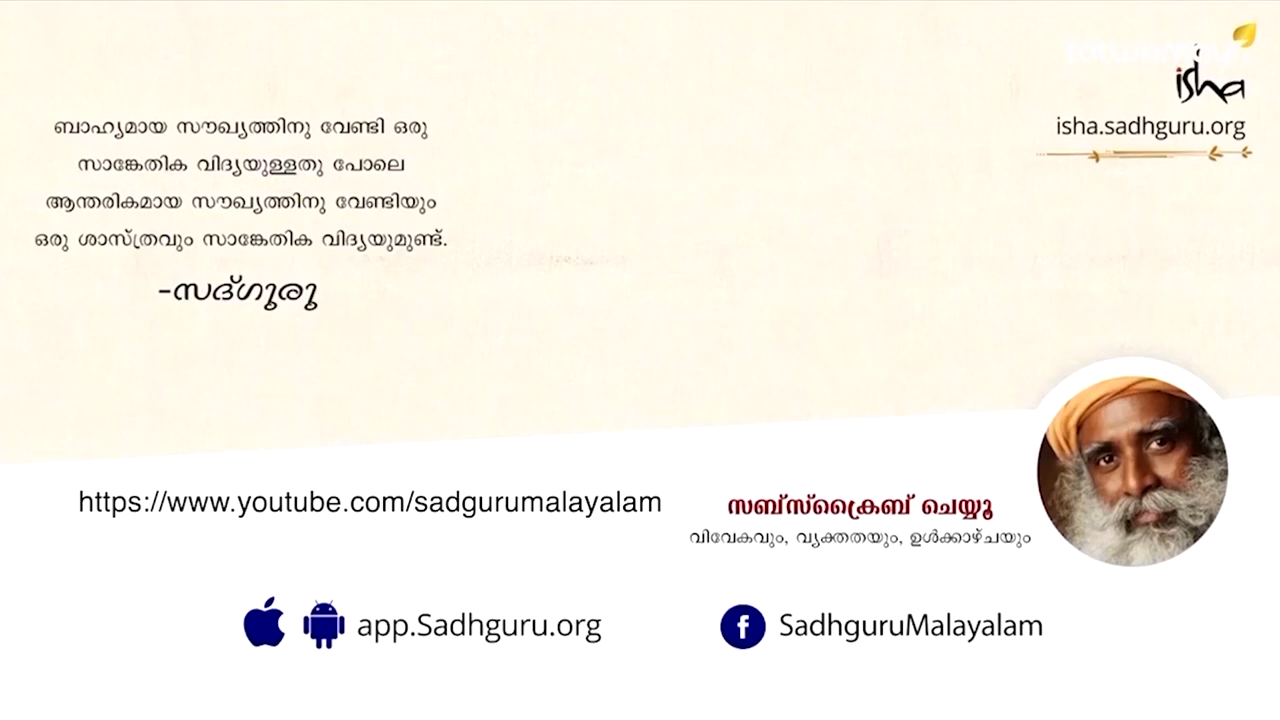 ബാഹ്യമായ സൗഖ്യത്തിനു വേണ്ടി ഒരു
സാങ്കേതിക വിദ്യയുള്ളതു പോലെ
ആന്തരികമായ സൗഖ്യത്തിനു വേണ്ടിയും
ഒരു ശാസ്ത്രവും സാങ്കേതിക വിദ്യയുമുണ്ട്.
-സദ്ഗുരു
isha
isha.sadhguru.org
https://www.youtube.com/sadgurumalayalam
സബ്സ്ക്രൈബ് ചെയ്യൂ
വിവേകവും, വ്യക്തതയും, ഉൾക്കാഴ്ചയും
app.Sadhguru.org
SadhguruMalayalam